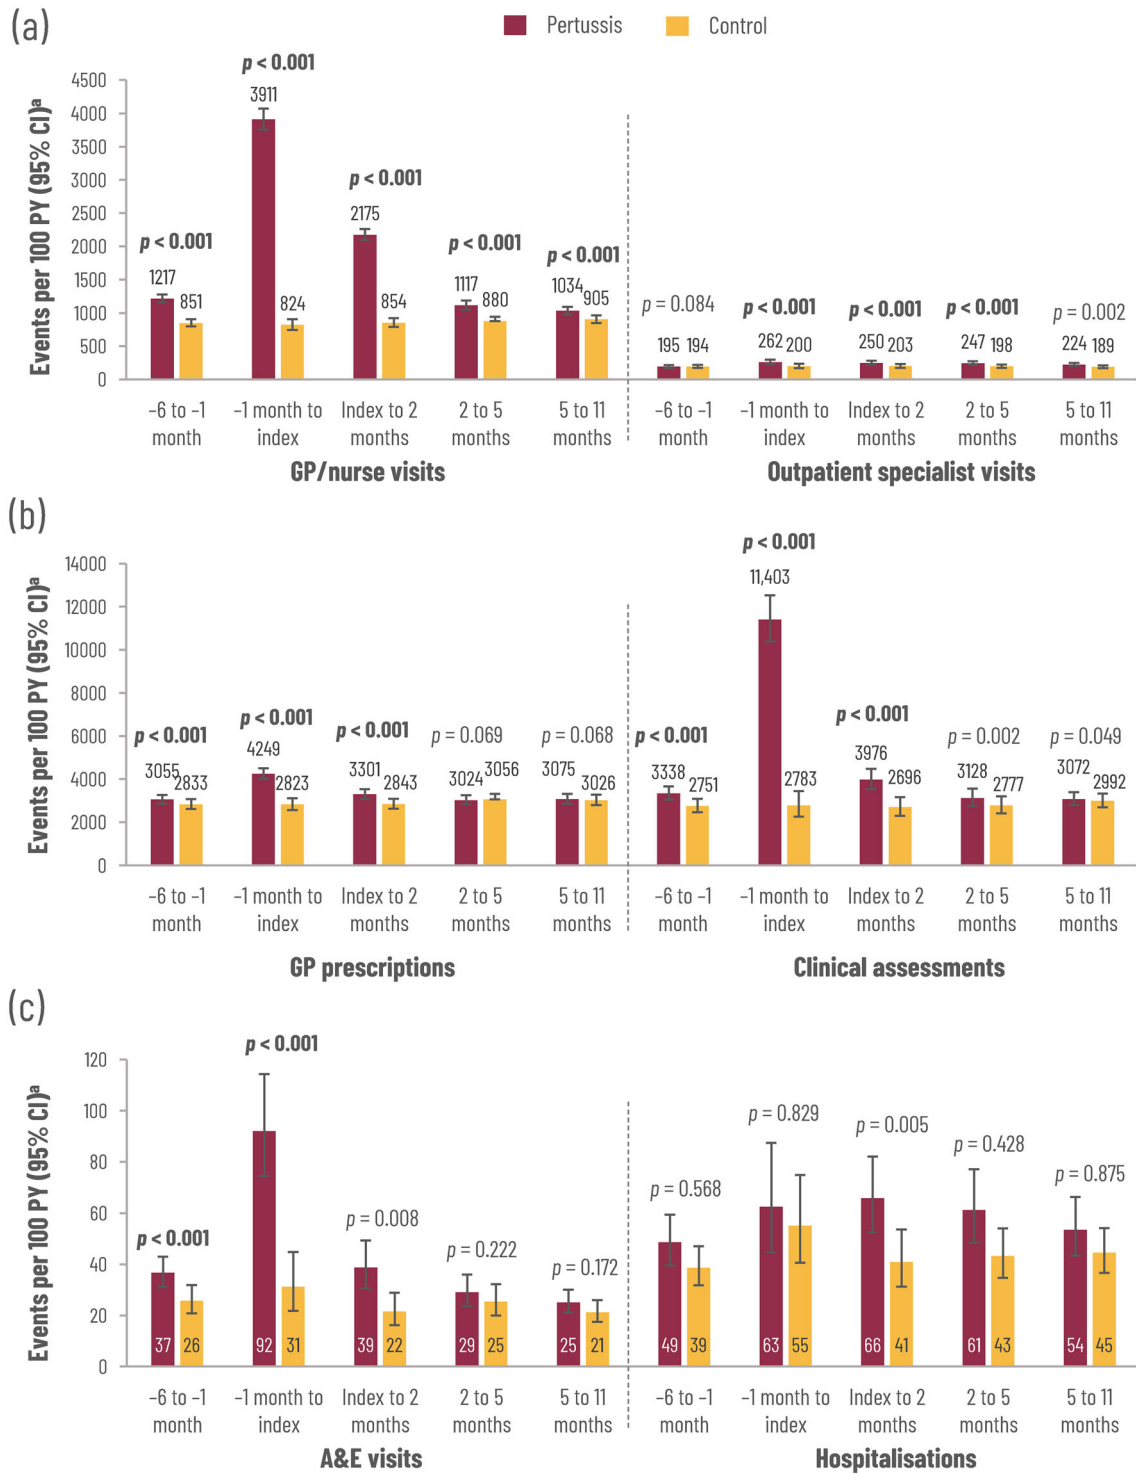 (a)
Pertussis Control
Events per 100 PY (95% CI)ᵃ
4500
4000
3500
3000
2500
2000
1500
1000
500
0
p < 0.001
1217 851
p < 0.001
3911 824
p < 0.001
2175 854
p < 0.001
1117 880
p < 0.001
1034 905
p = 0.084
195 194
p < 0.001
262 200
p < 0.001
250 203
p < 0.001
247 198
p = 0.002
224 189
−6 to −1 −1 month to Index to 2 2 to 5 5 to 11 −6 to −1 −1 month to Index to 2 2 to 5 5 to 11
month index months months months month index months months months
GP/nurse visits Outpatient specialist visits
(b)
Events per 100 PY (95% CI)ᵃ
14000
12000
10000
8000
6000
4000
2000
0
p < 0.001
3055 2833
p < 0.001
4249 2823
p < 0.001
3301 2843
p = 0.069
3024 3056
p = 0.068
3075 3026
p < 0.001
3338 2751
p < 0.001
11,403 2783
p < 0.001
3976 2696
p = 0.002
3128 2777
p = 0.049
3072 2992
−6 to −1 −1 month to Index to 2 2 to 5 5 to 11 −6 to −1 −1 month to Index to 2 2 to 5 5 to 11
month index months months months month index months months months
GP prescriptions Clinical assessments
(c)
Events per 100 PY (95% CI)ᵃ
120
100
80
60
40
20
0
p < 0.001
37 26
p < 0.001
92 31
p = 0.008
39 22
p = 0.222
29 25
p = 0.172
25 21
p = 0.568
49 39
p = 0.829
63 55
p = 0.005
66 41
p = 0.428
61 43
p = 0.875
54 45
−6 to −1 −1 month to Index to 2 2 to 5 5 to 11 −6 to −1 −1 month to Index to 2 2 to 5 5 to 11
month index months months months month index months months months
A&E visits Hospitalisations